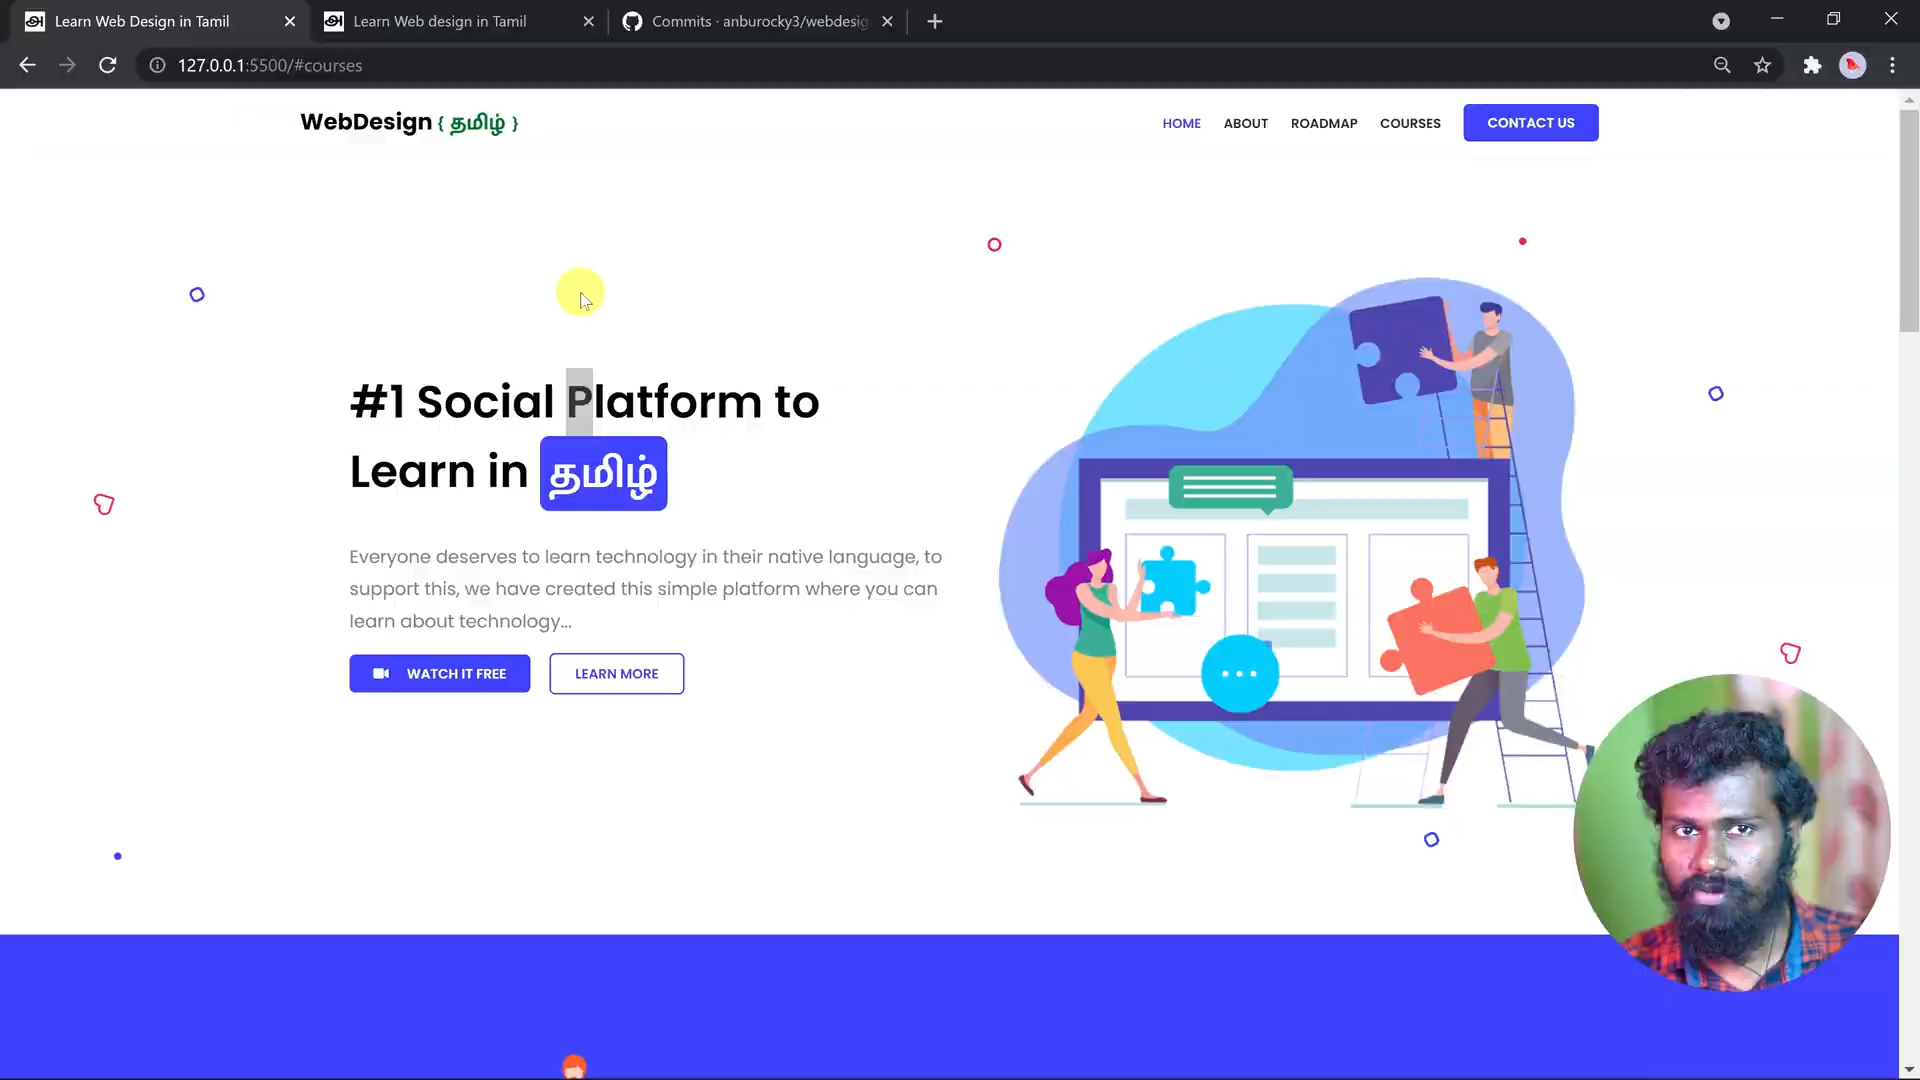 Learn Web Design in Tamil
Learn Web design in Tamil
Commits · anburocky3/webdesig
127.0.0.1:5500/#courses
WebDesign { தமிழ் }
HOME
ABOUT
ROADMAP
COURSES
CONTACT US
#1 Social Platform to
Learn in தமிழ்
Everyone deserves to learn technology in their native language, to
support this, we have created this simple platform where you can
learn about technology...
WATCH IT FREE
LEARN MORE